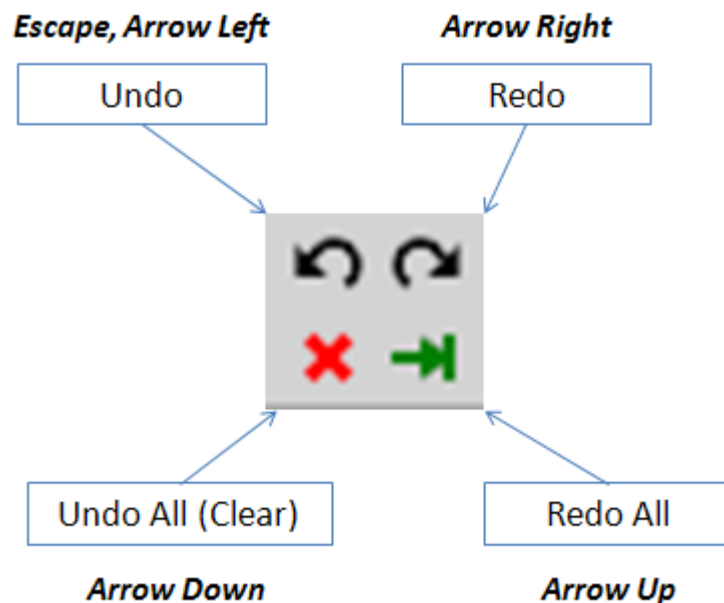 Escape, Arrow Left
Arrow Right
Undo
Redo
Undo All (Clear)
Redo All
Arrow Down
Arrow Up